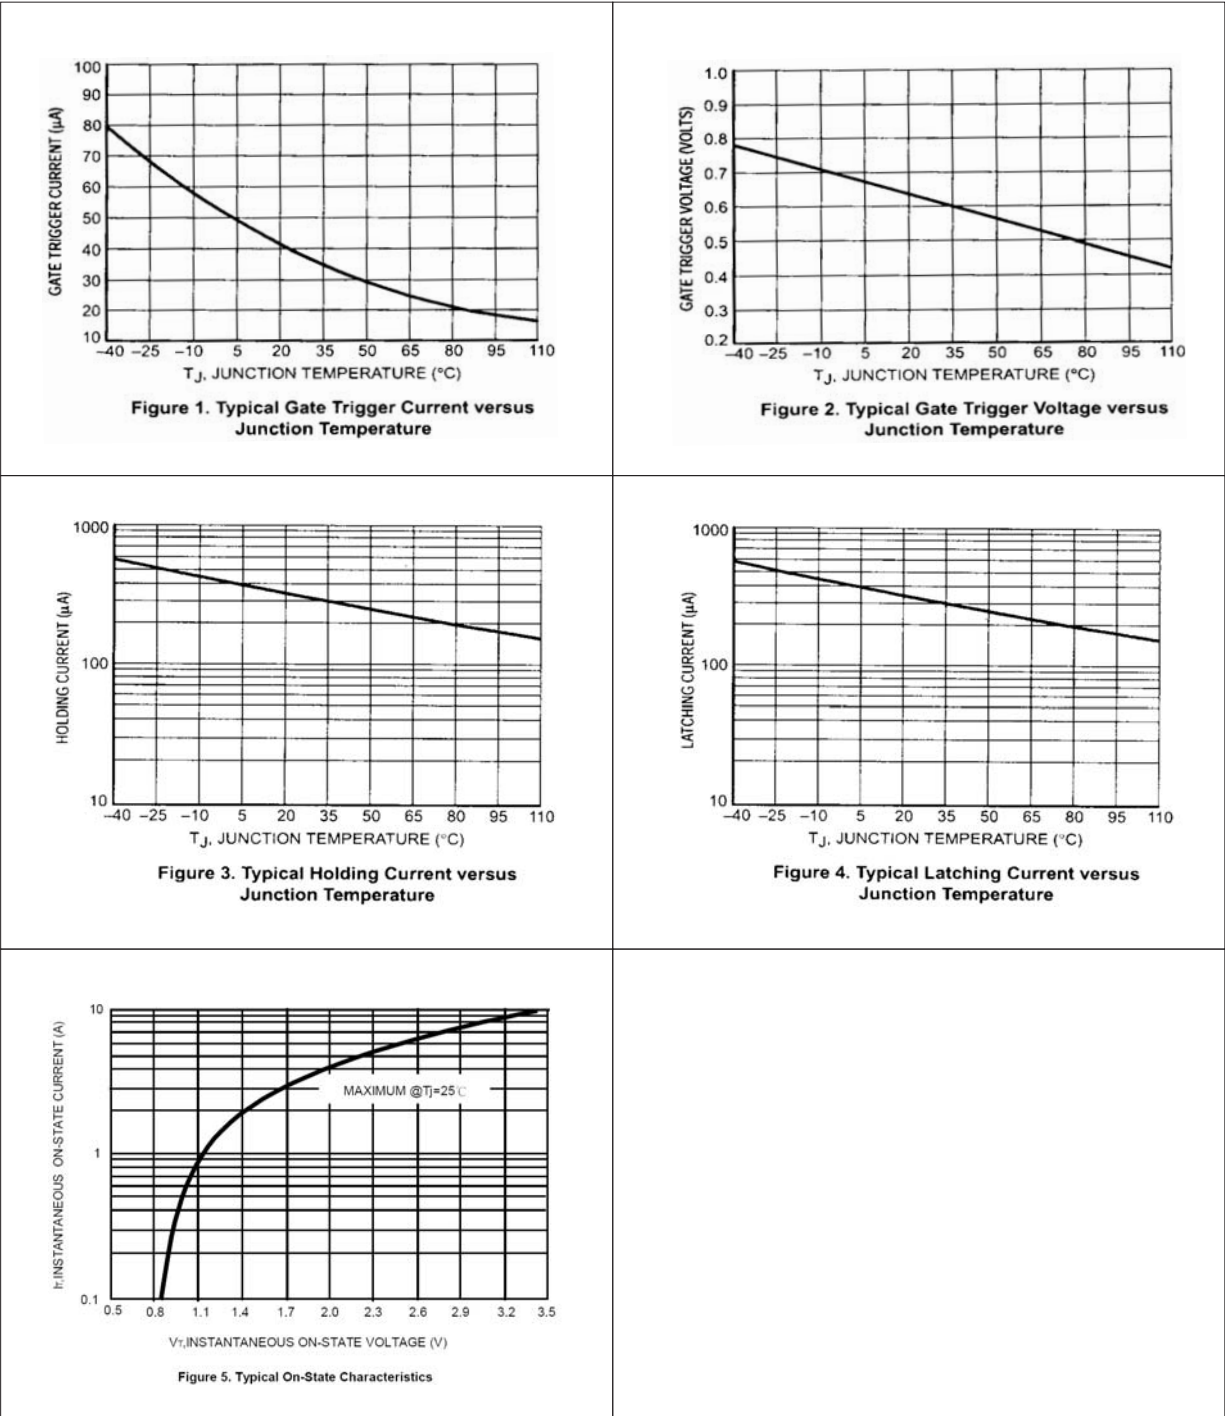 100
90
80
70
60
50
40
30
20
10
GATE TRIGGER CURRENT (µA)
–40 –25 –10 5 20 35 50 65 80 95 110
TJ, JUNCTION TEMPERATURE (°C)
Figure 1. Typical Gate Trigger Current versus
Junction Temperature
1.0
0.9
0.8
0.7
0.6
0.5
0.4
0.3
0.2
GATE TRIGGER VOLTAGE (VOLTS)
–40 –25 –10 5 20 35 50 65 80 95 110
TJ, JUNCTION TEMPERATURE (°C)
Figure 2. Typical Gate Trigger Voltage versus
Junction Temperature
1000
100
10
HOLDING CURRENT (µA)
–40 –25 –10 5 20 35 50 65 80 95 110
TJ, JUNCTION TEMPERATURE (°C)
Figure 3. Typical Holding Current versus
Junction Temperature
1000
100
10
LATCHING CURRENT (µA)
–40 –25 –10 5 20 35 50 65 80 95 110
TJ, JUNCTION TEMPERATURE (°C)
Figure 4. Typical Latching Current versus
Junction Temperature
10
1
0.1
IT,INSTANTANEOUS ON-STATE CURRENT (A)
MAXIMUM @Tj=25℃
0.5 0.8 1.1 1.4 1.7 2.0 2.3 2.6 2.9 3.2 3.5
VT,INSTANTANEOUS ON-STATE VOLTAGE (V)
Figure 5. Typical On-State Characteristics